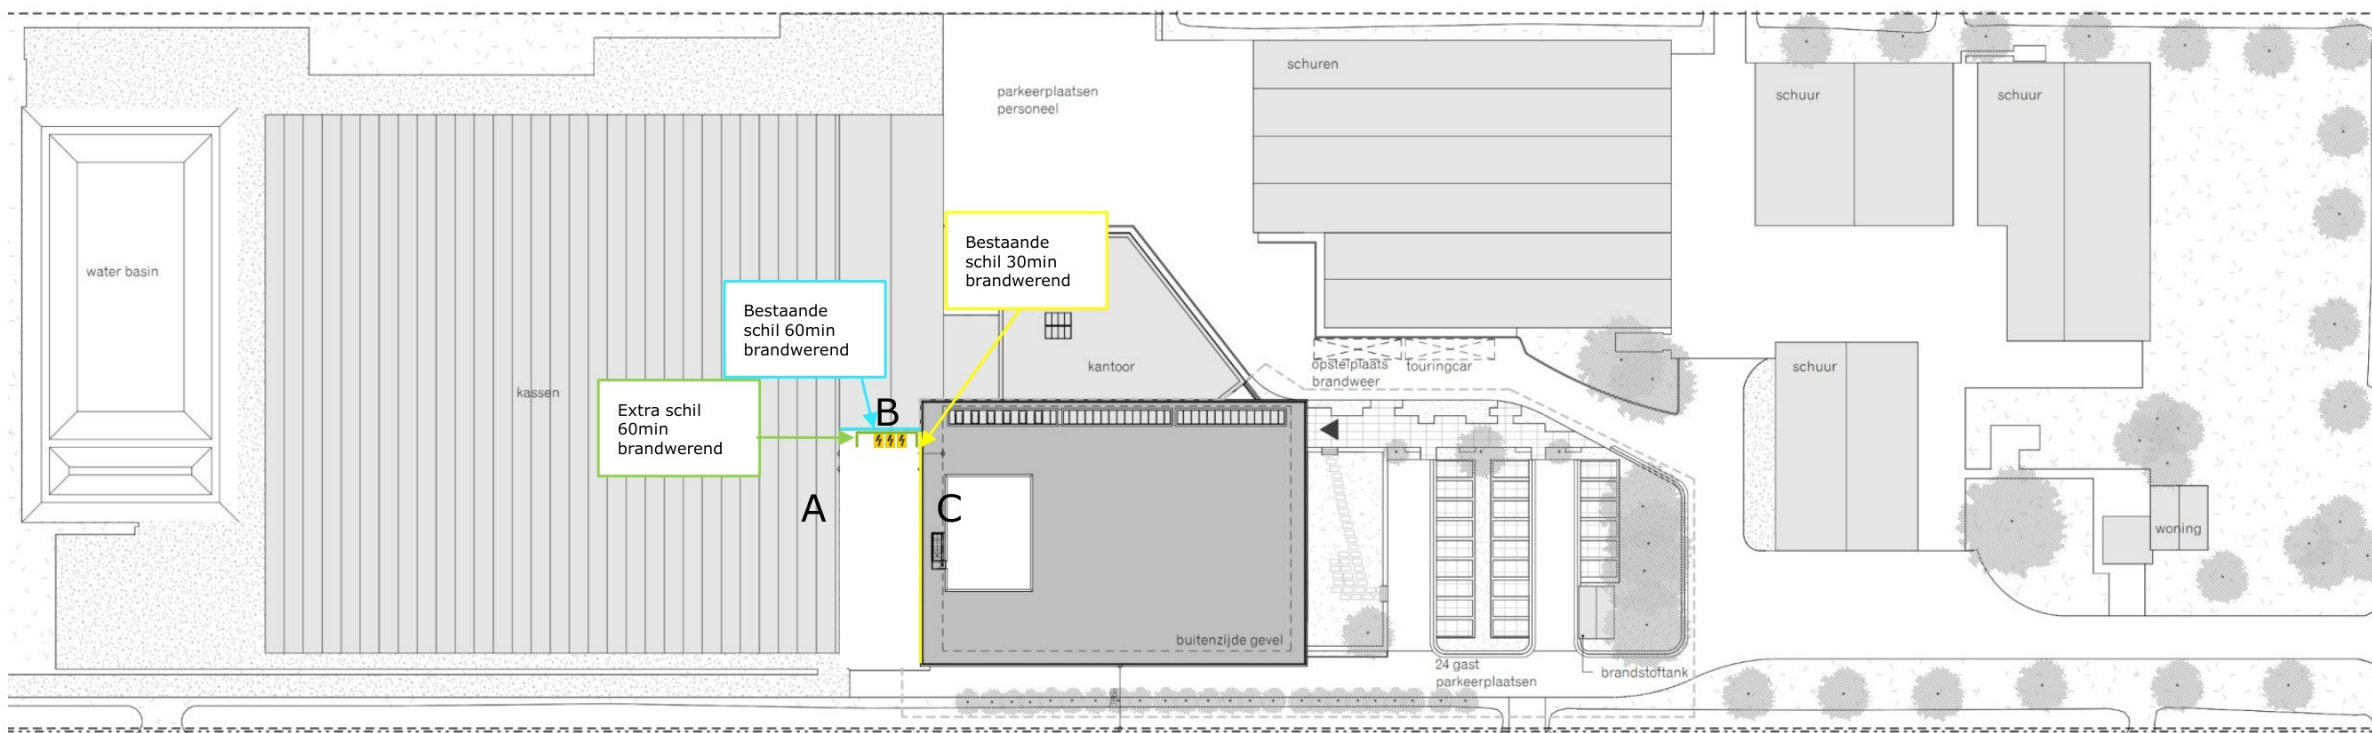 schuren
schuur
schuur
parkeerplaatsen
personeel
water basin
Bestaande
schil 30min
brandwerend
Bestaande
schil 60min
brandwerend
kantoor
opstelplaats
brandweer
touringcar
schuur
kassen
Extra schil
60min
brandwerend
B
A
C
woning
buitenzijde gevel
24 gast
parkeerplaatsen
brandstoftank